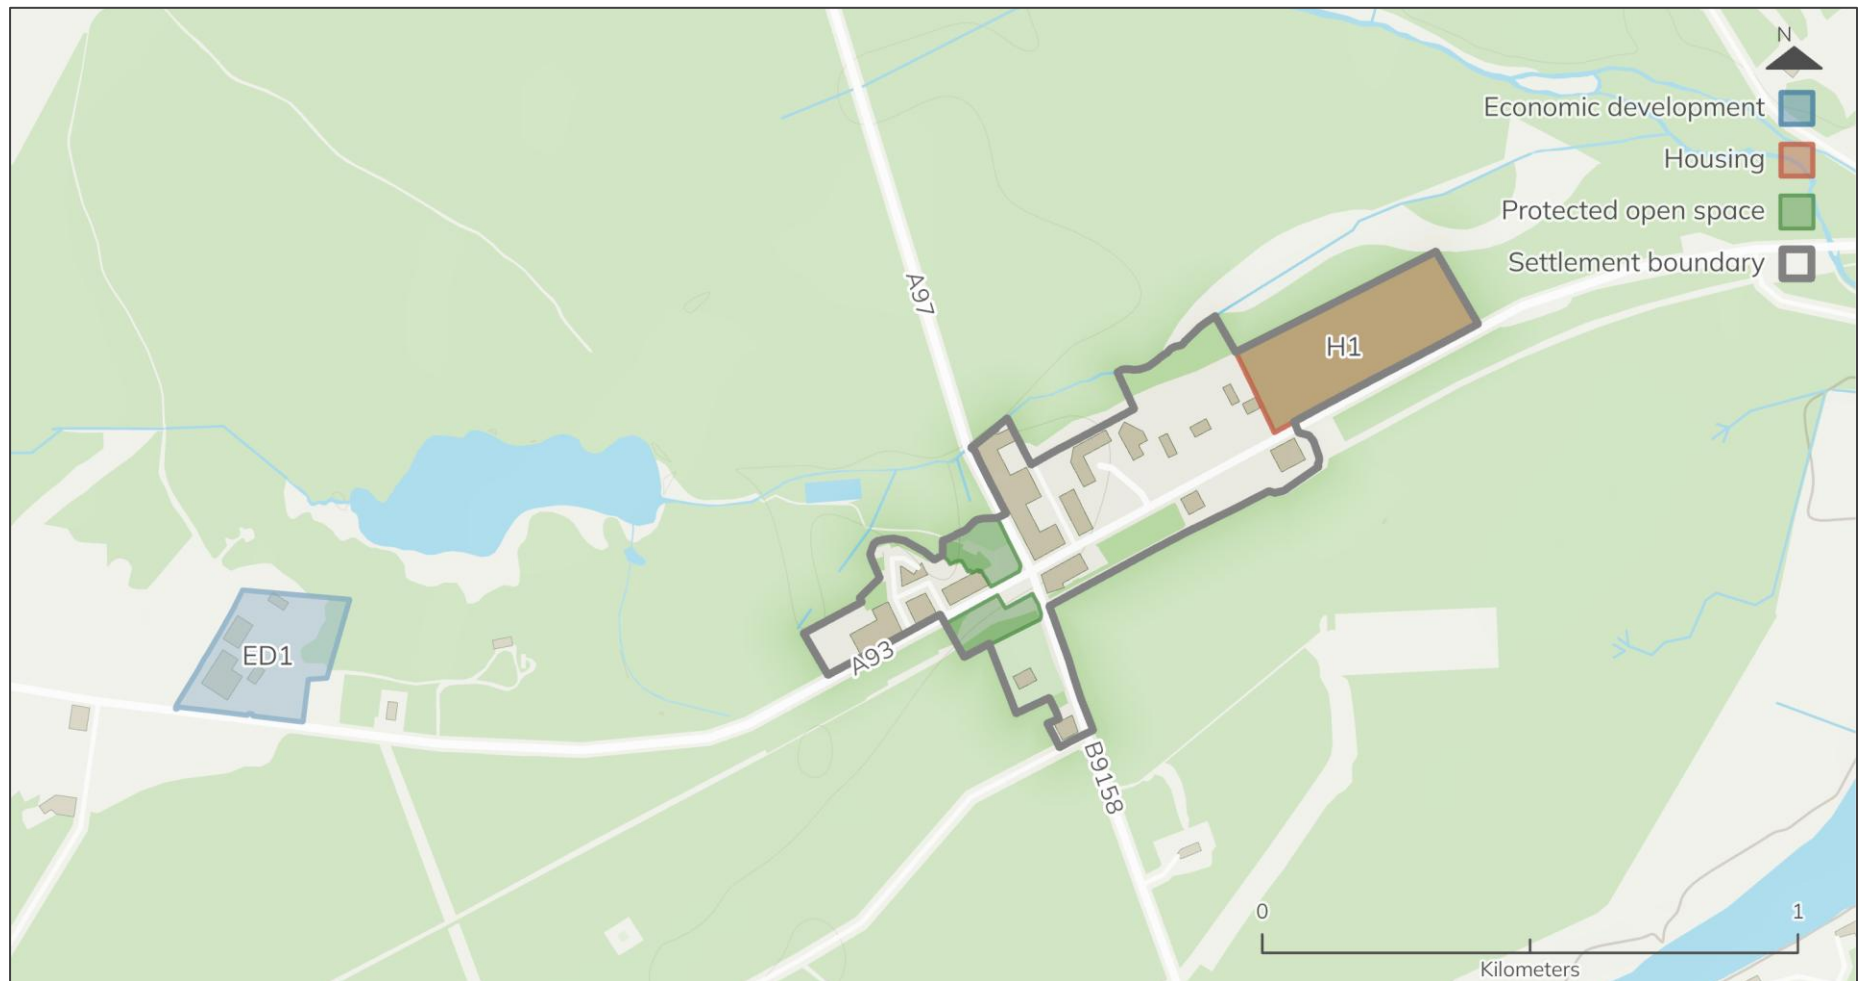 N
Economic development
Housing
Protected open space
Settlement boundary
A97
H1
ED1
A93
B9158
0
1
Kilometers